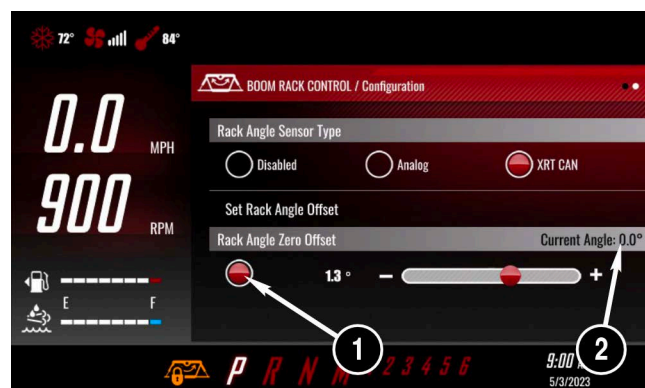 72° 84°
BOOM RACK CONTROL / Configuration
0.0 MPH
900 RPM
Rack Angle Sensor Type
Disabled Analog XRT CAN
Set Rack Angle Offset
Rack Angle Zero Offset Current Angle: 0.0°
1.3 ° − +
E F
1 2
P R N M 2 3 4 5 6
9:00
5/3/2023